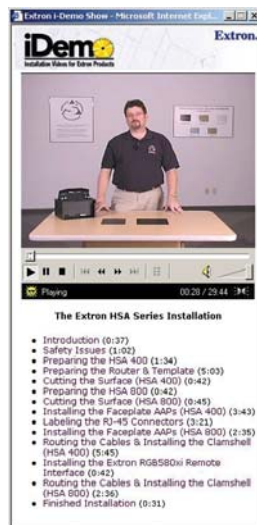 Extron i-Demo Show - Microsoft Internet Expl...
iDemo
Extron.
Installation Videos for Extron Products
Playing
00:28 / 29:44
The Extron HSA Series Installation
Introduction (0:37)
Safety Issues (1:02)
Preparing the HSA 400 (1:34)
Preparing the Router & Template (5:03)
Cutting the Surface (HSA 400) (0:42)
Preparing the HSA 800 (0:42)
Cutting the Surface (HSA 800) (0:45)
Installing the Faceplate AAPs (HSA 400) (3:43)
Labeling the RJ-45 Connectors (3:21)
Installing the Faceplate AAPs (HSA 800) (2:35)
Routing the Cables & Installing the Clamshell
(HSA 400) (5:45)
Installing the Extron RGB580xi Remote
Interface (0:42)
Routing the Cables & Installing the Clamshell
(HSA 800) (2:36)
Finished Installation (0:31)